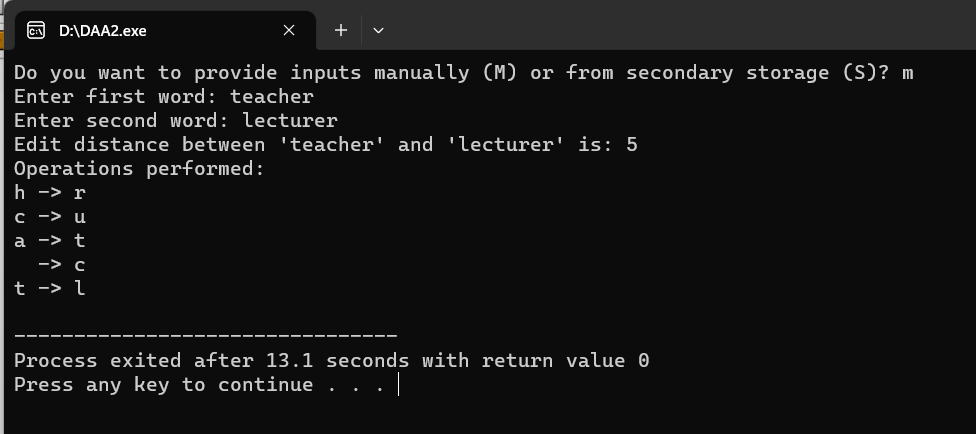 D:\DAA2.exe
Do you want to provide inputs manually (M) or from secondary storage (S)? m
Enter first word: teacher
Enter second word: lecturer
Edit distance between 'teacher' and 'lecturer' is: 5
Operations performed:
h -> r
c -> u
a -> t
  -> c
t -> l
--------------------------------
Process exited after 13.1 seconds with return value 0
Press any key to continue . . .